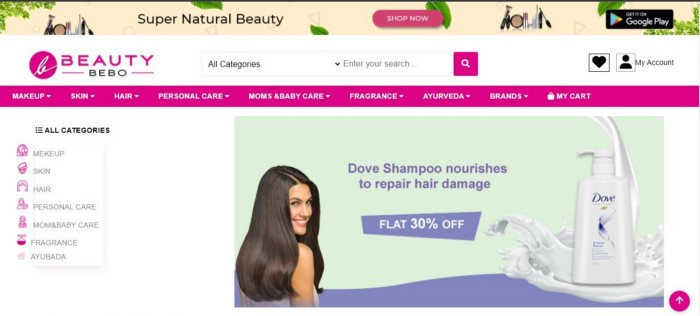 Super Natural Beauty
SHOP NOW
GET IT ON
Google Play
b BEAUTY
BEBO
All Categories
Enter your search...
My Account
MAKEUP
SKIN
HAIR
PERSONAL CARE
MOMS &BABY CARE
FRAGRANCE
AYURVEDA
BRANDS
MY CART
ALL CATEGORIES
MEKEUP
SKIN
HAIR
PERSONAL CARE
MOM&BABY CARE
FRAGRANCE
AYUBADA
Dove Shampoo nourishes
to repair hair damage
FLAT 30% OFF
Dove